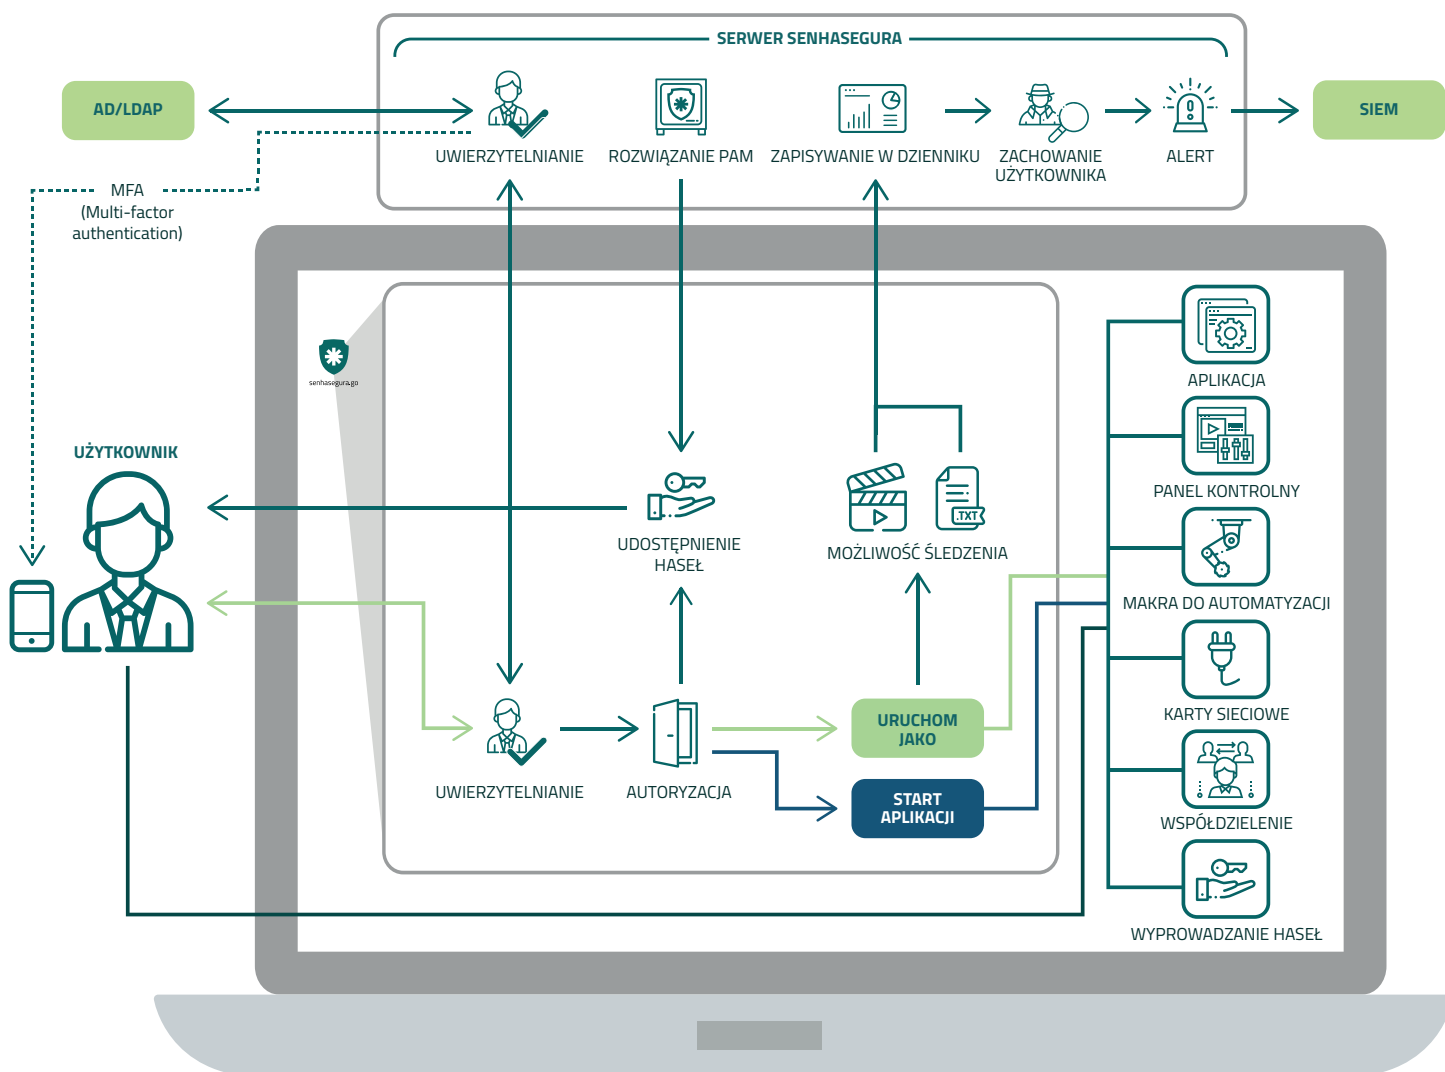 SERWER SENHASEGURA
AD/LDAP
SIEM
UWIERZYTELNIANIE
ROZWIĄZANIE PAM
ZAPISYWANIE W DZIENNIKU
ZACHOWANIE
UŻYTKOWNIKA
ALERT
MFA
(Multi-factor
authentication)
senhasegura.go
APLIKACJA
UŻYTKOWNIK
PANEL KONTROLNY
.TXT
UDOSTĘPNIENIE
HASEŁ
MOŻLIWOŚĆ ŚLEDZENIA
MAKRA DO AUTOMATYZACJI
KARTY SIECIOWE
URUCHOM
JAKO
UWIERZYTELNIANIE
AUTORYZACJA
START
APLIKACJI
WSPÓŁDZIELENIE
WYPROWADZANIE HASEŁ